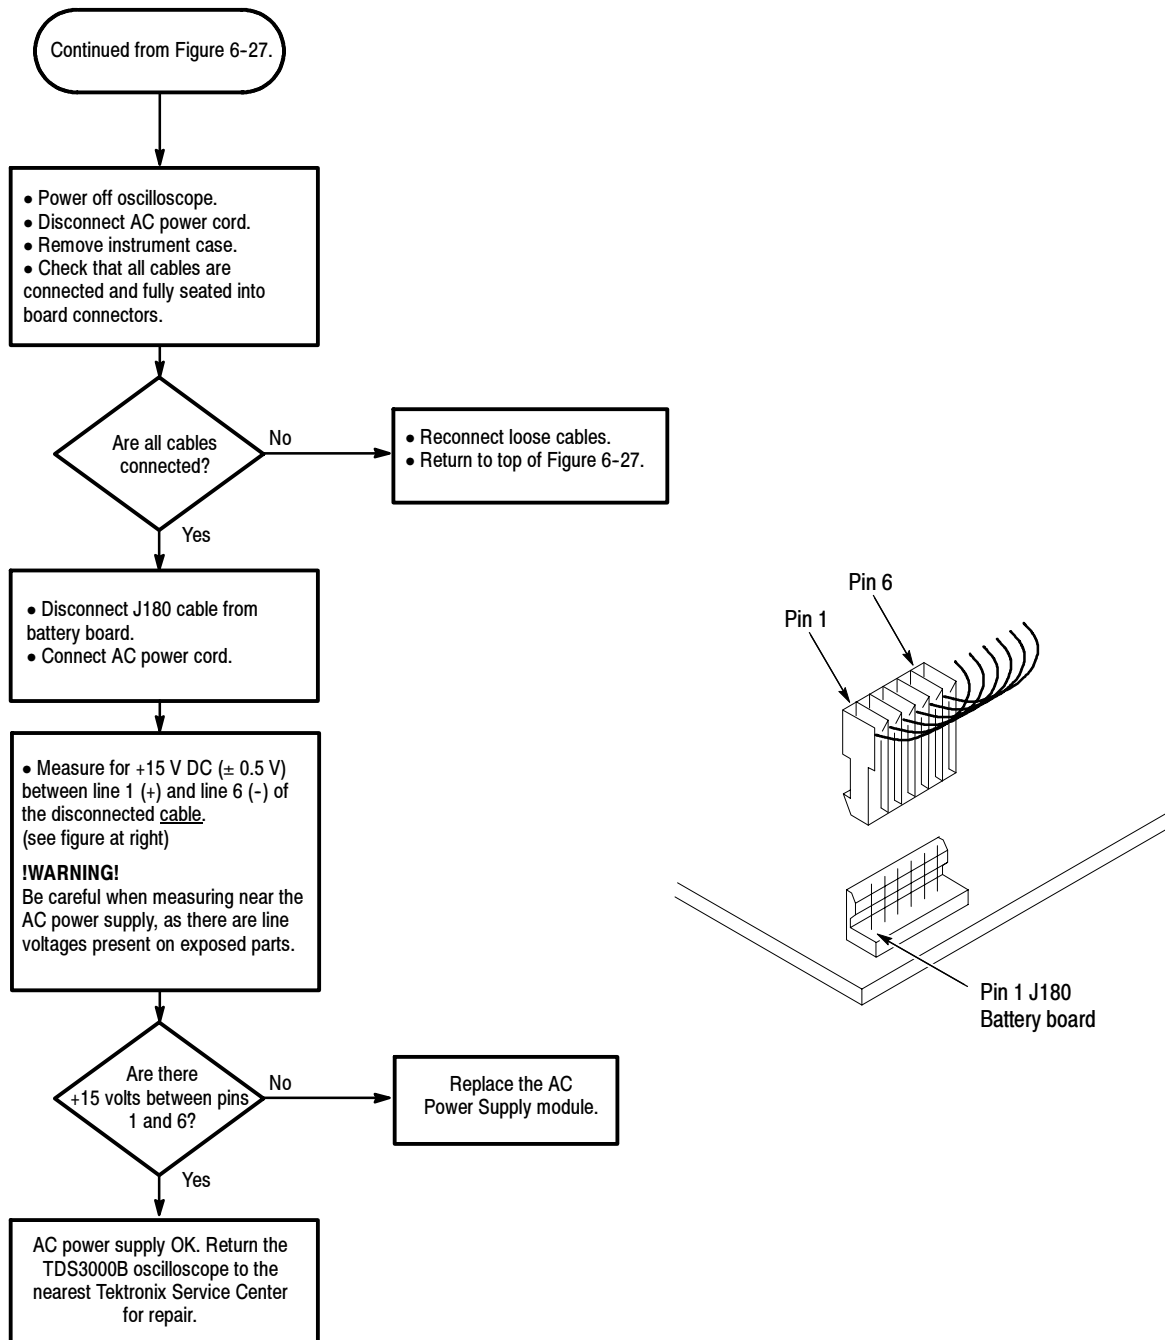 Continued from Figure 6-27.
● Power off oscilloscope.
● Disconnect AC power cord.
● Remove instrument case.
● Check that all cables are
connected and fully seated into
board connectors.
Are all cables
connected?
No
● Reconnect loose cables.
● Return to top of Figure 6-27.
Yes
● Disconnect J180 cable from
battery board.
● Connect AC power cord.
● Measure for +15 V DC (± 0.5 V)
between line 1 (+) and line 6 (-) of
the disconnected cable.
(see figure at right)
!WARNING!
Be careful when measuring near the
AC power supply, as there are line
voltages present on exposed parts.
Are there
+15 volts between pins
1 and 6?
No
Replace the AC
Power Supply module.
Yes
AC power supply OK. Return the
TDS3000B oscilloscope to the
nearest Tektronix Service Center
for repair.
Pin 6
Pin 1
Pin 1 J180
Battery board